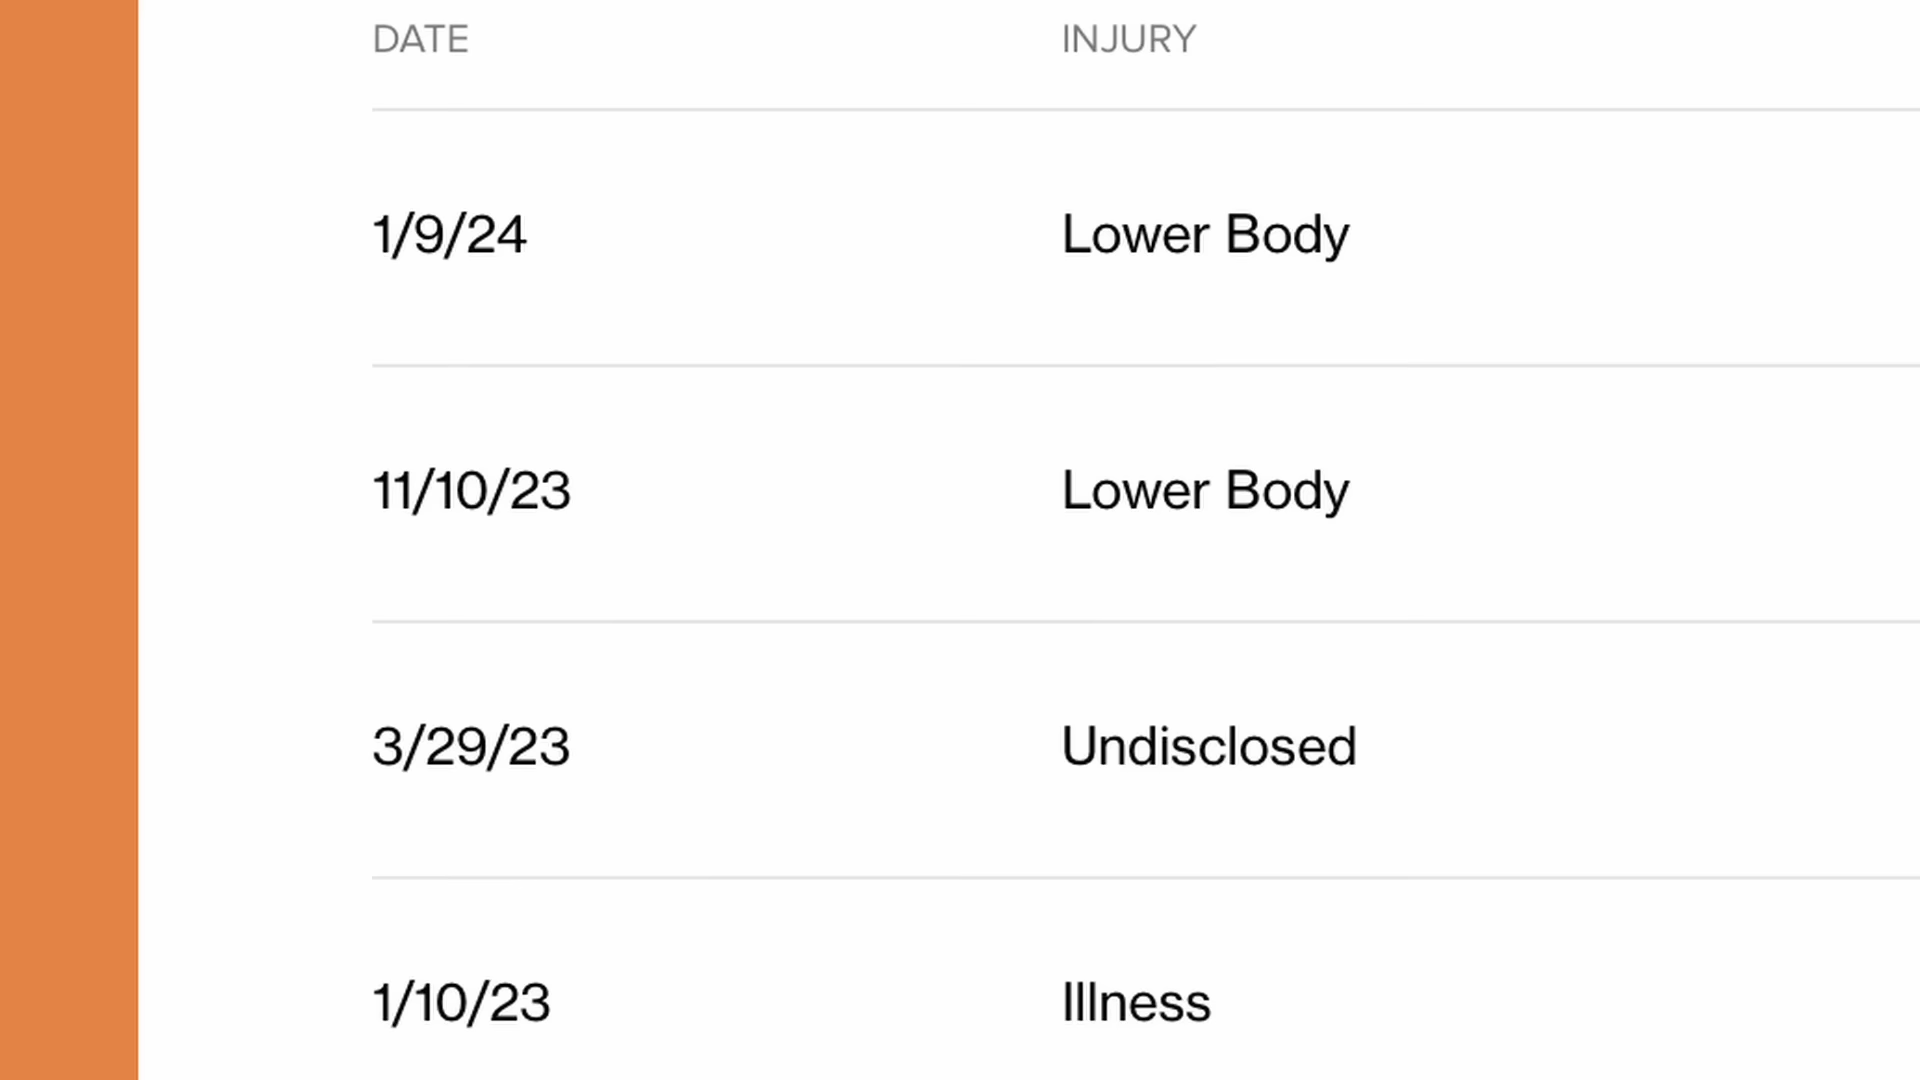 DATE INJURY
1/9/24 Lower Body
11/10/23 Lower Body
3/29/23 Undisclosed
1/10/23 Illness